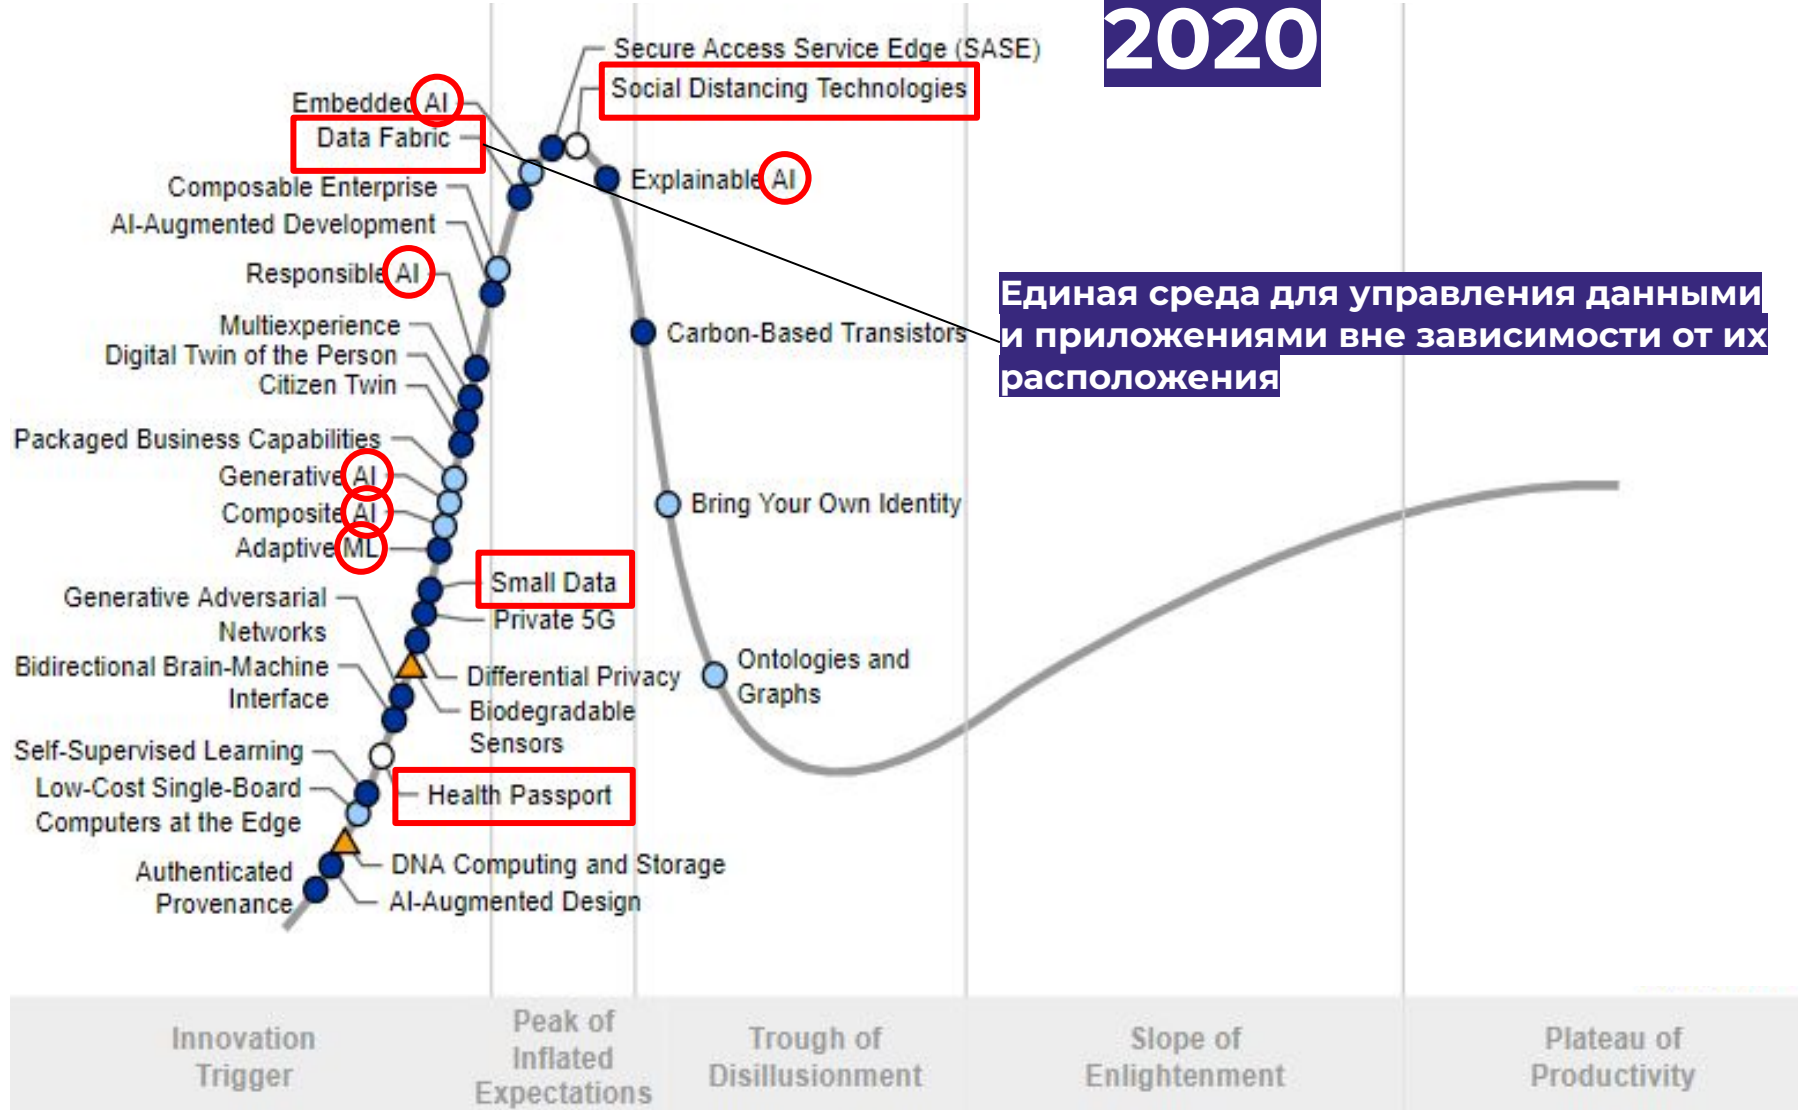 2020
Secure Access Service Edge (SASE)
Social Distancing Technologies
Embedded AI
Data Fabric
Explainable AI
Composable Enterprise
AI-Augmented Development
Responsible AI
Единая среда для управления данными
и приложениями вне зависимости от их
расположения
Multiexperience
Carbon-Based Transistors
Digital Twin of the Person
Citizen Twin
Packaged Business Capabilities
Generative AI
Bring Your Own Identity
Composite AI
Adaptive ML
Small Data
Generative Adversarial
Networks
Private 5G
Bidirectional Brain-Machine
Interface
Differential Privacy
Ontologies and
Graphs
Biodegradable
Sensors
Self-Supervised Learning
Low-Cost Single-Board
Computers at the Edge
Health Passport
Authenticated
Provenance
DNA Computing and Storage
AI-Augmented Design
Innovation
Trigger
Peak of
Inflated
Expectations
Trough of
Disillusionment
Slope of
Enlightenment
Plateau of
Productivity